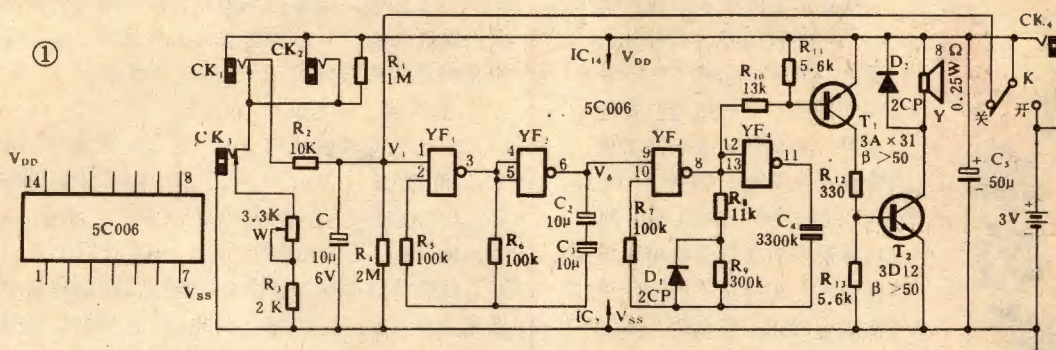 ①
CK₁
CK₂
R₁
1M
CK₃
R₂
10K
V₁
3.3K
W
R₃
2K
C
10μ
6V
R₄
2M
V_DD
14
8
5C006
1
7
V_SS
YF₁
1
2
3
R₅
100k
YF₂
4
5
6
R₆
100k
V₆
C₂
10μ
C₃
10μ
IC₁₄
V_DD
5C006
IC₇
V_SS
YF₃
9
10
8
R₇
100k
D₁
2CP
R₈
11k
R₉
300k
YF₄
12
13
11
C₄
3300k
R₁₀
13k
R₁₁
5.6k
T₁
3A×31
β>50
R₁₂
330
R₁₃
5.6k
T₂
3D12
β>50
D₂
2CP
8Ω
0.25W
Y
C₅
50μ
+
−
CK₄
K
关
开
+
3V